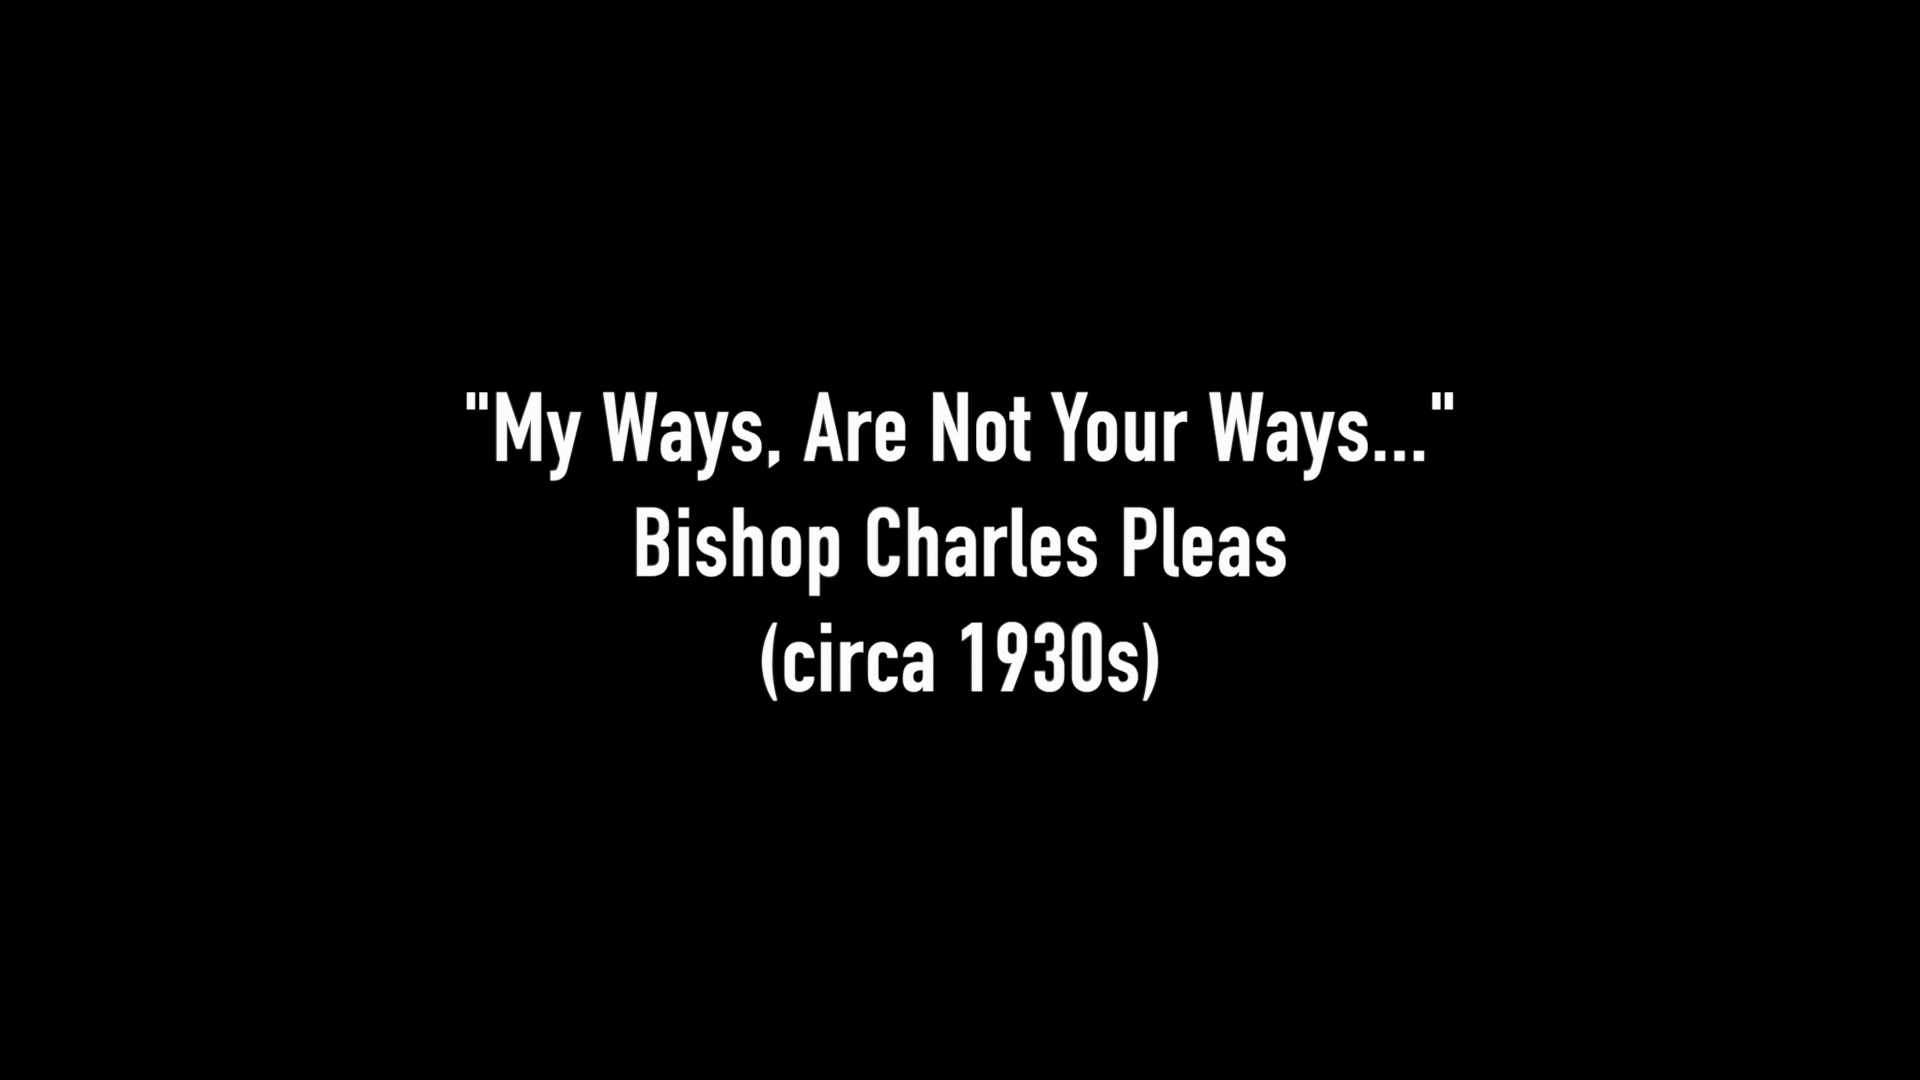 "My Ways, Are Not Your Ways..."
Bishop Charles Pleas
(circa 1930s)